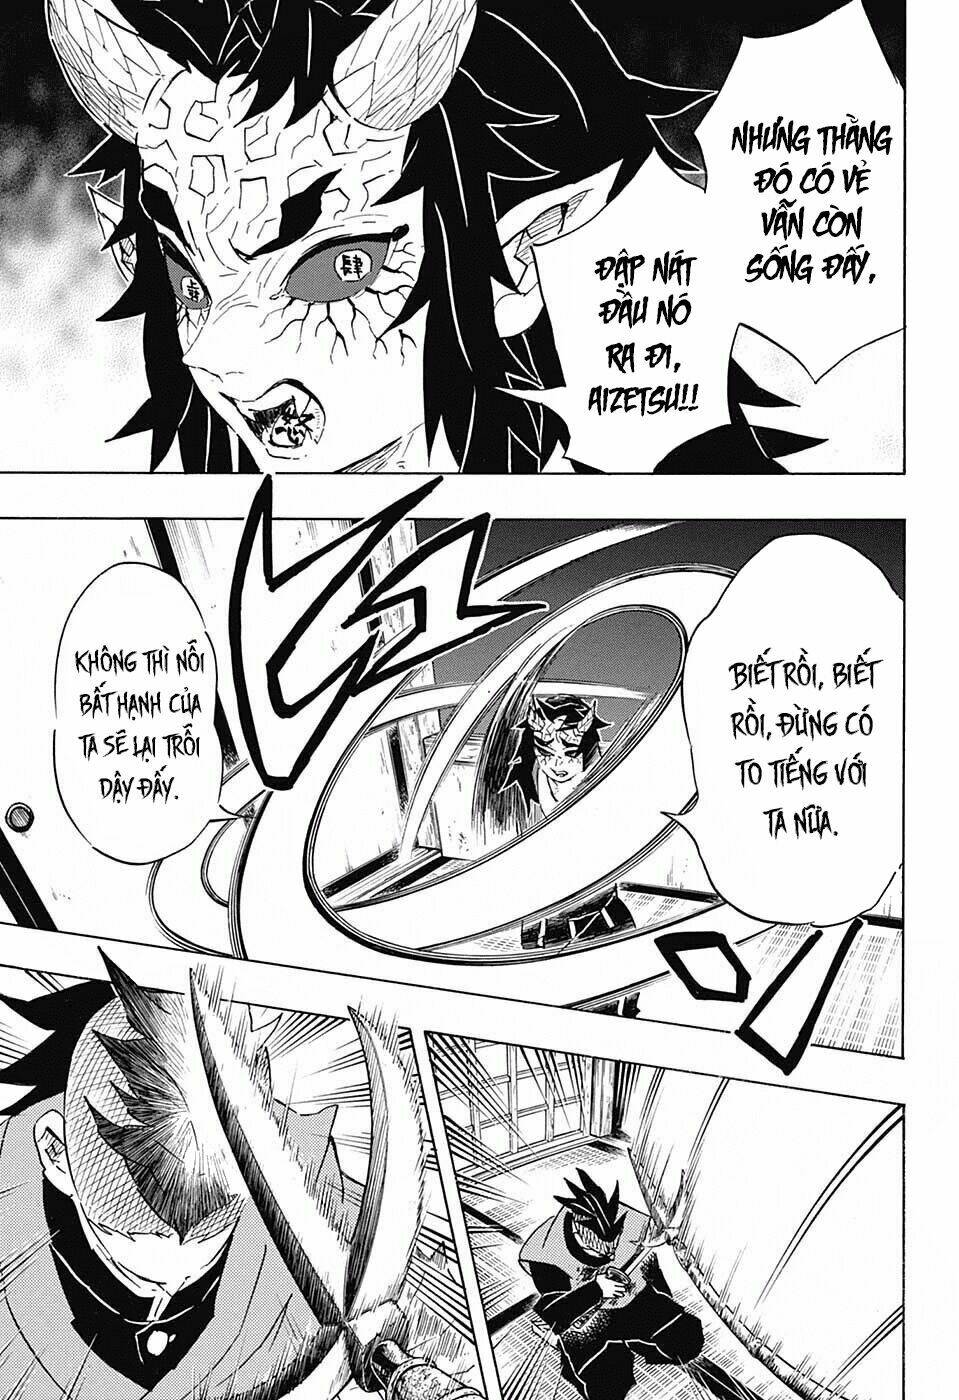 NHƯNG THẰNG
ĐÓ CÓ VẺ
VẪN CÒN
SỐNG ĐẤY,
ĐẬP NÁT
ĐẦU NÓ
RA ĐI,
AIZETSU!!
BIẾT RỒI, BIẾT
RỒI, ĐỪNG CÓ
TO TIẾNG VỚI
TA NỮA.
KHÔNG THÌ NỖI
BẤT HẠNH CỦA
TA SẼ LẠI TRỖI
DẬY ĐẤY.